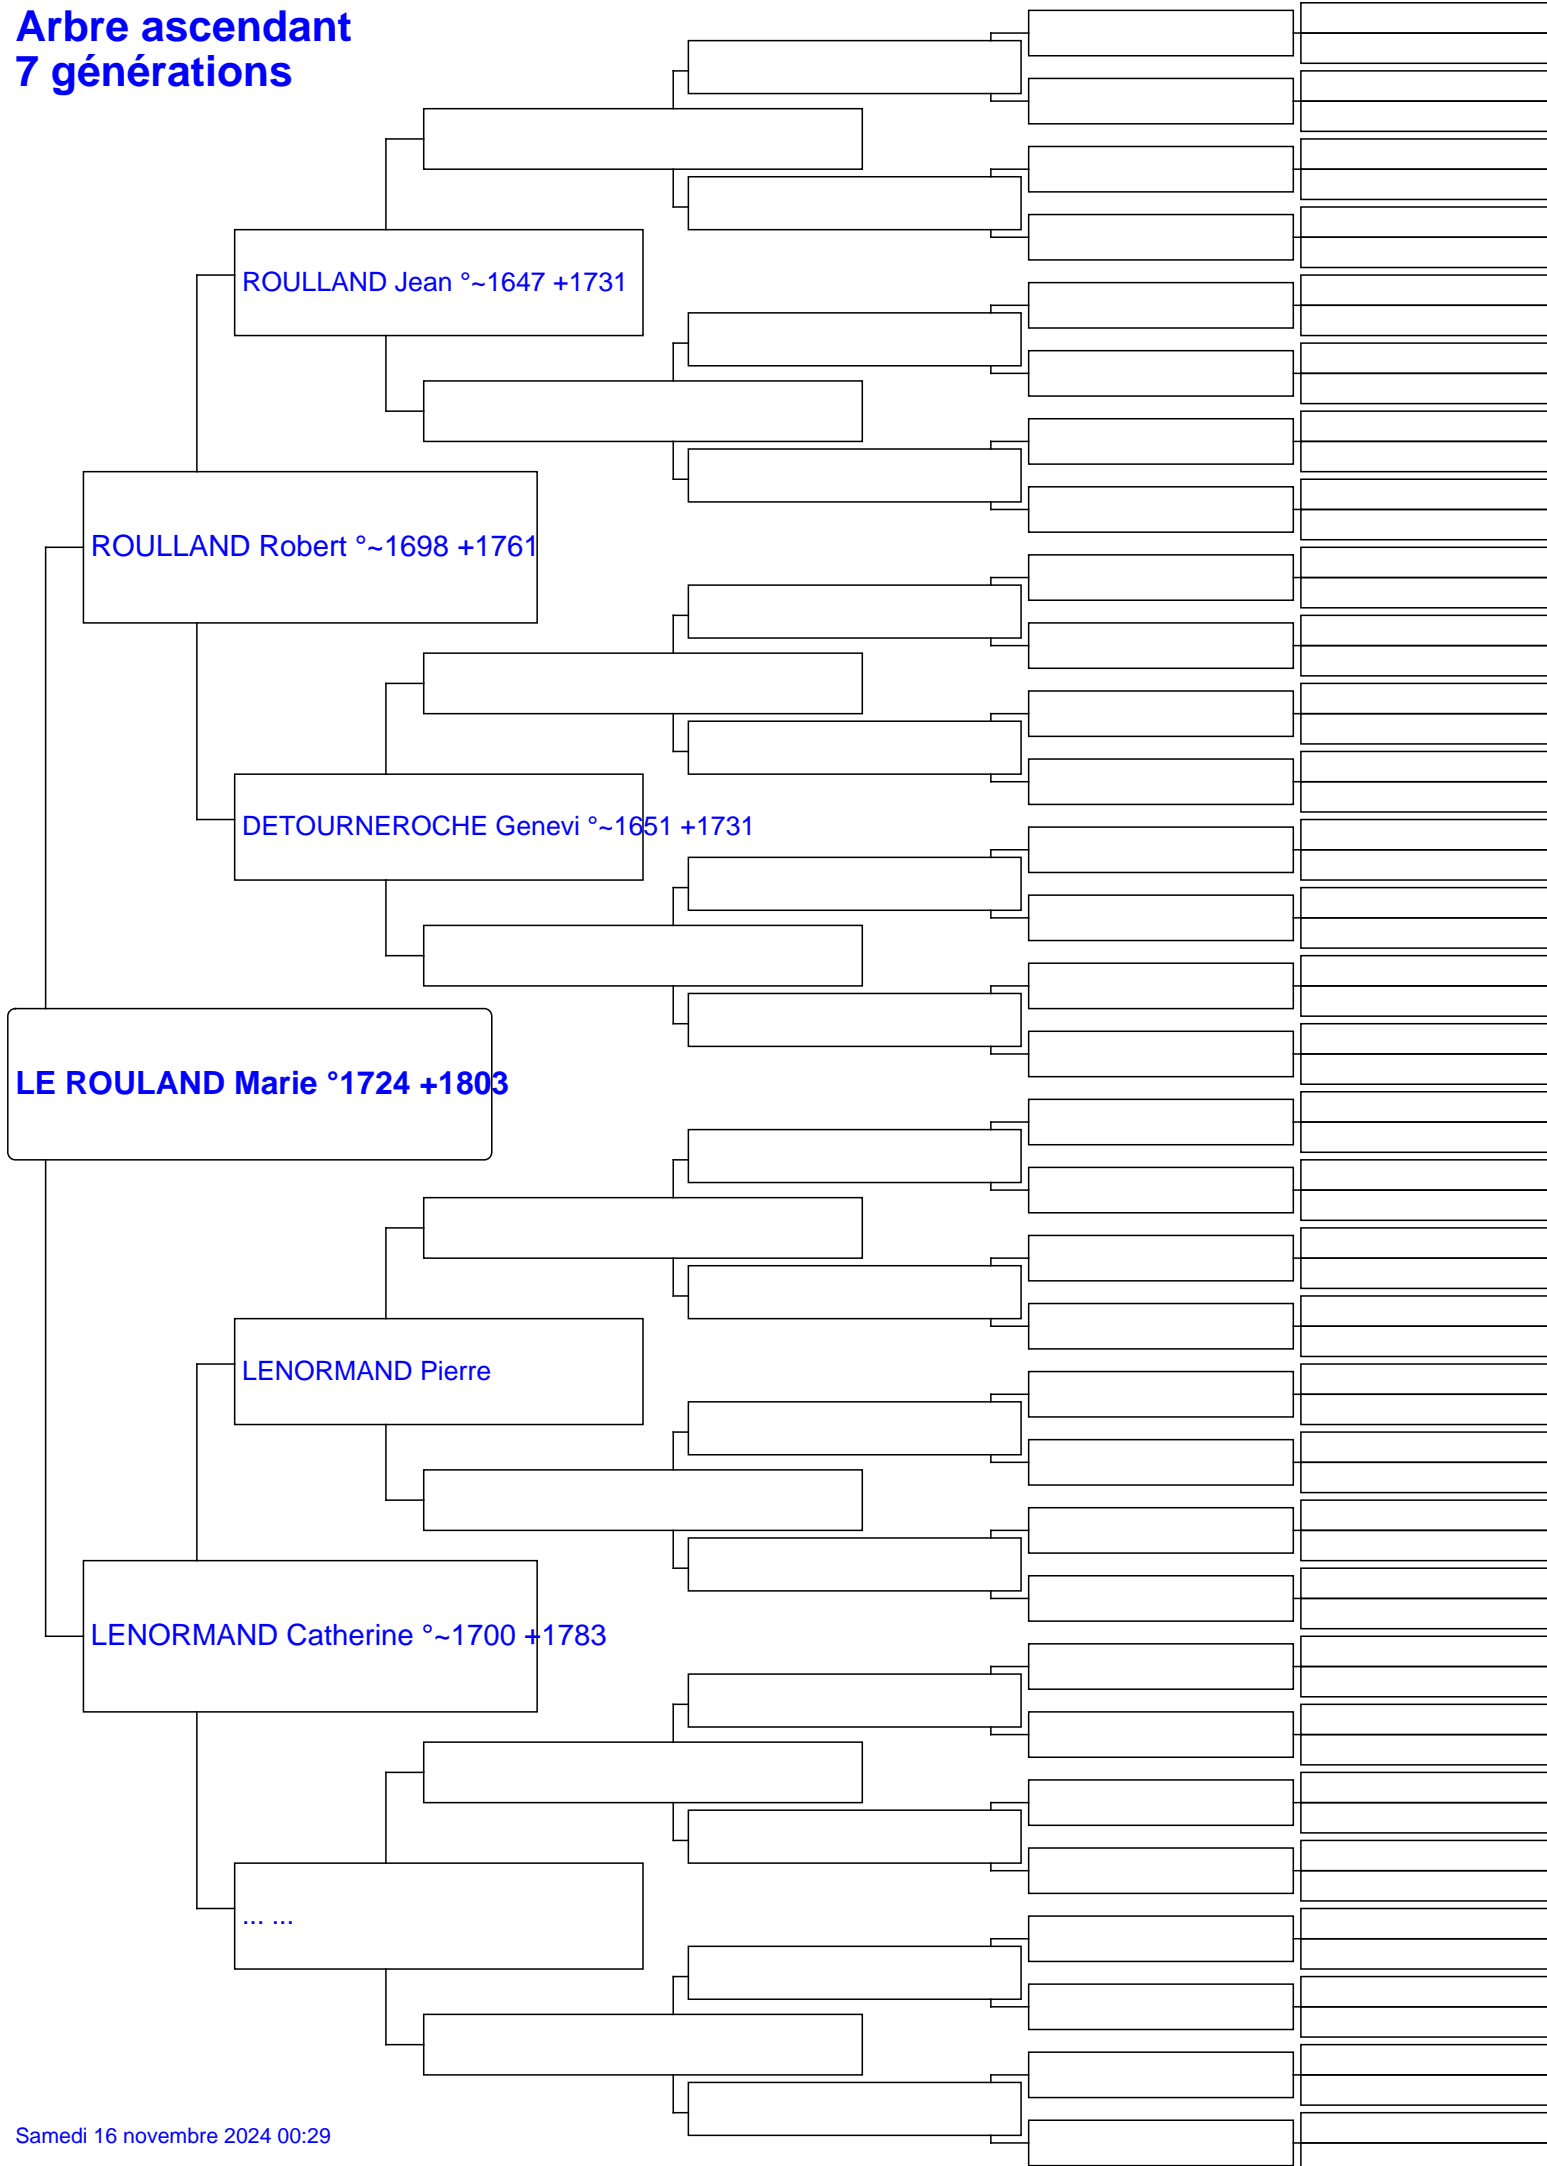 Arbre ascendant
7 générations
ROULLAND Jean °~1647 +1731
ROULLAND Robert °~1698 +1761
DETOURNEROCHE Genevi °~1651 +1731
LE ROULAND Marie °1724 +1803
LENORMAND Pierre
LENORMAND Catherine °~1700 +1783
... ...
Samedi 16 novembre 2024 00:29